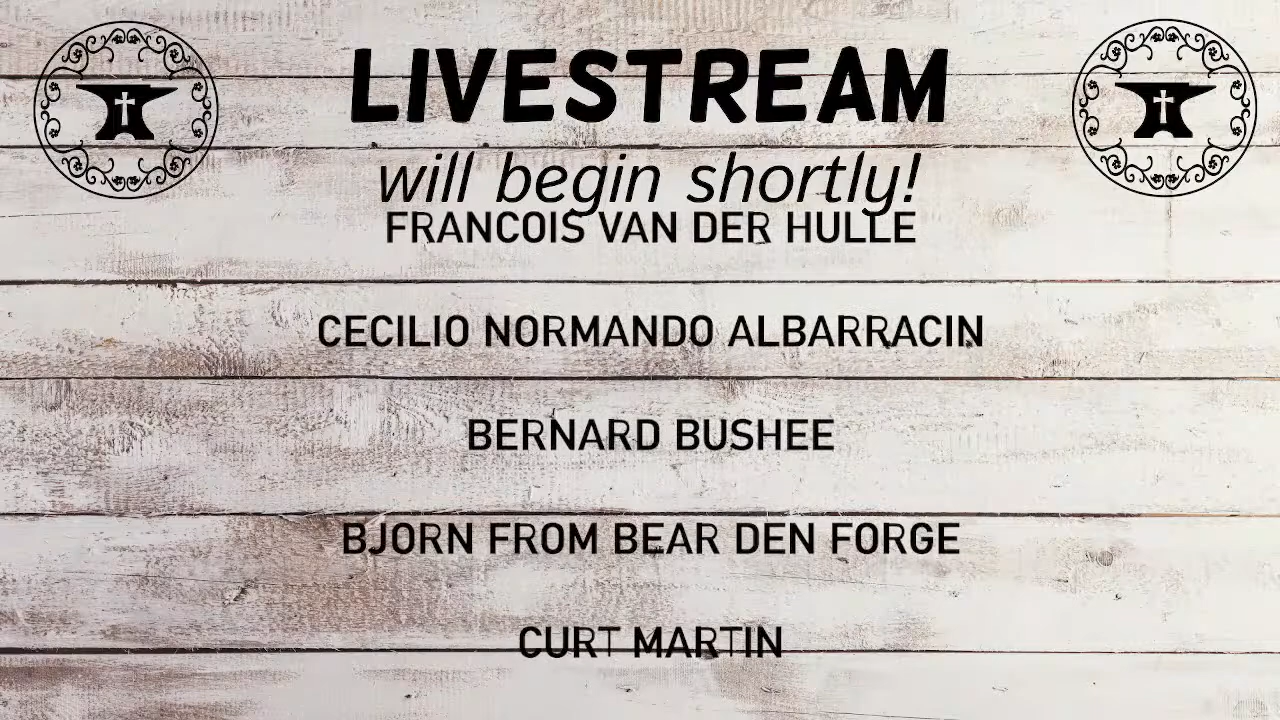 LIVESTREAM
will begin shortly!
FRANCOIS VAN DER HULLE
CECILIO NORMANDO ALBARRACIN
BERNARD BUSHEE
BJORN FROM BEAR DEN FORGE
CURT MARTIN